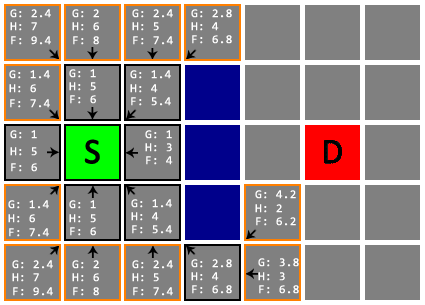 G: 2.4
H: 7
F: 9.4
G: 2
H: 6
F: 8
G: 2.4
H: 5
F: 7.4
G: 2.8
H: 4
F: 6.8
G: 1.4
H: 6
F: 7.4
G: 1
H: 5
F: 6
G: 1.4
H: 4
F: 5.4
G: 1
H: 5
F: 6
S
G: 1
H: 3
F: 4
D
G: 1.4
H: 6
F: 7.4
G: 1
H: 5
F: 6
G: 1.4
H: 4
F: 5.4
G: 4.2
H: 2
F: 6.2
G: 2.4
H: 7
F: 9.4
G: 2
H: 6
F: 8
G: 2.4
H: 5
F: 7.4
G: 2.8
H: 4
F: 6.8
G: 3.8
H: 3
F: 6.8